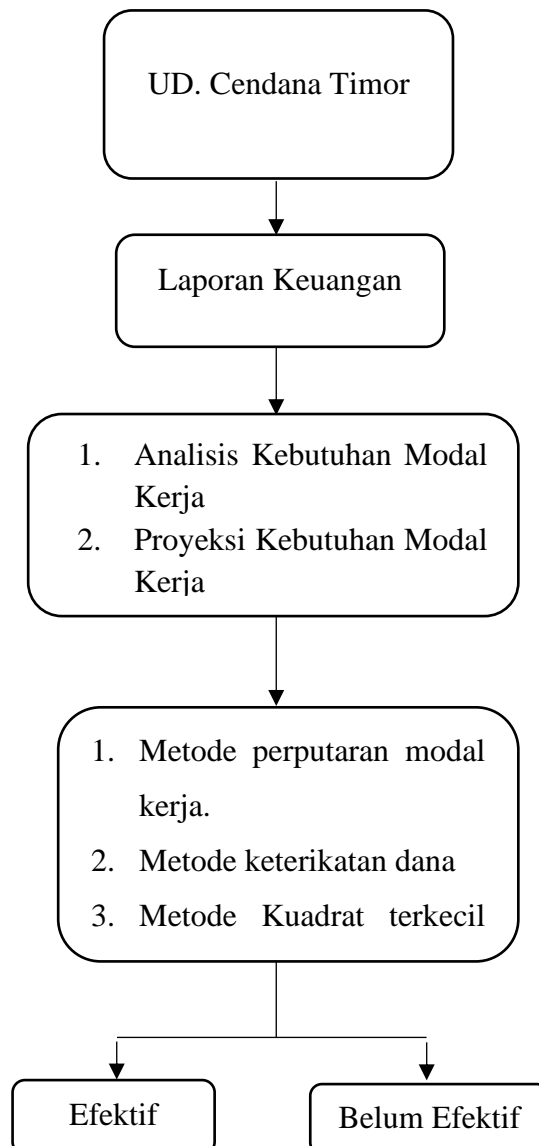 UD. Cendana Timor
Laporan Keuangan
1. Analisis Kebutuhan Modal
Kerja
2. Proyeksi Kebutuhan Modal
Kerja
1. Metode perputaran modal
kerja.
2. Metode keterikatan dana
3. Metode Kuadrat terkecil
Efektif
Belum Efektif